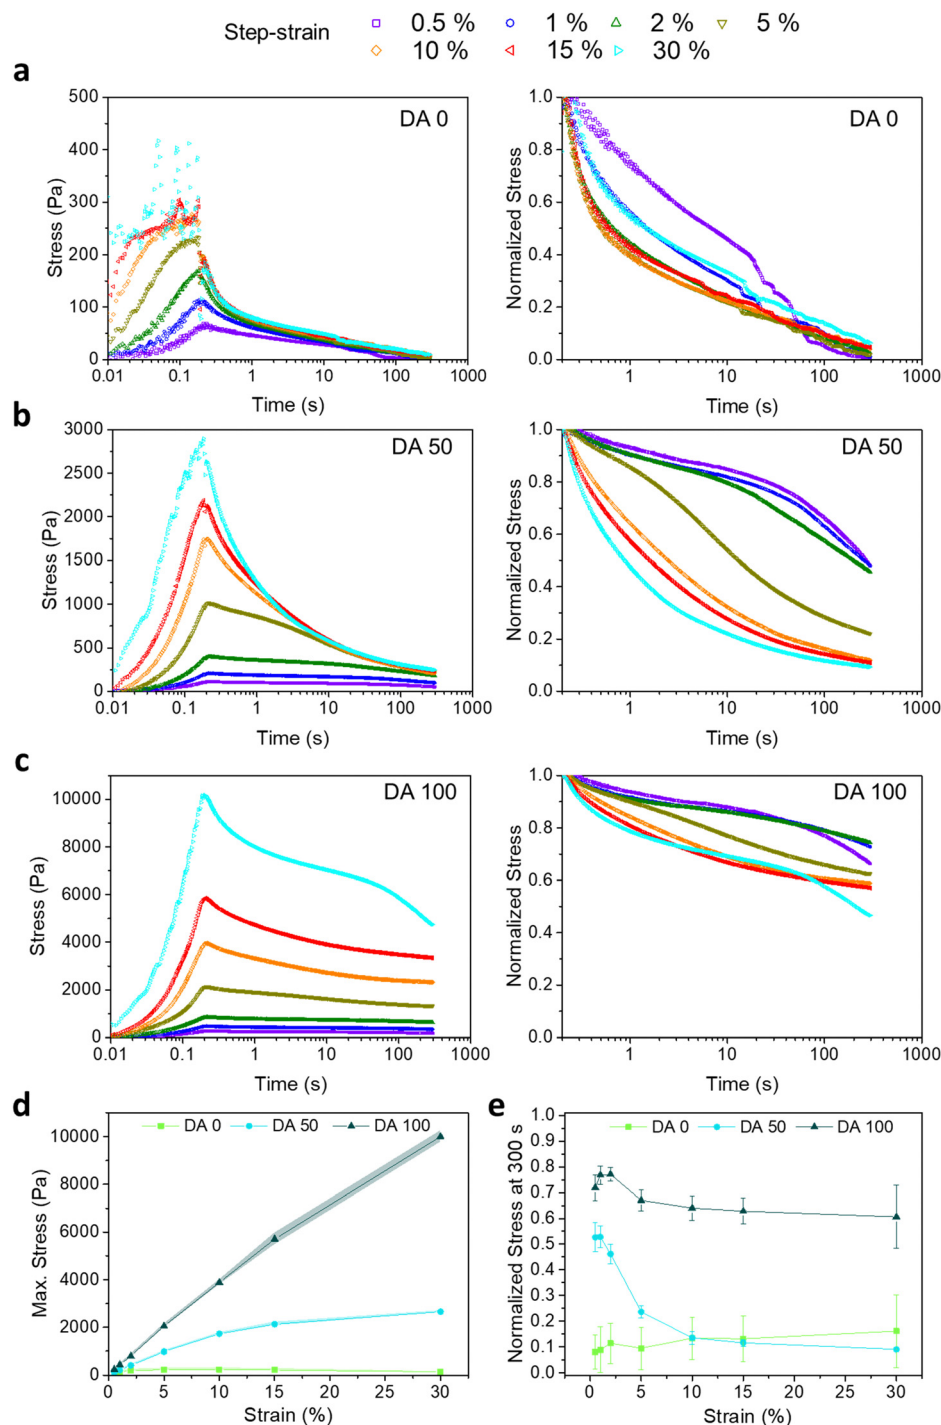 Step-strain
0.5 % 1 % 2 % 5 %
10 % 15 % 30 %
a
500
400
300
200
100
0
Stress (Pa)
DA 0
0.01 0.1 1 10 100 1000
Time (s)
1.0
0.8
0.6
0.4
0.2
0.0
Normalized Stress
DA 0
1 10 100 1000
Time (s)
b
3000
2500
2000
1500
1000
500
0
Stress (Pa)
DA 50
0.01 0.1 1 10 100 1000
Time (s)
1.0
0.8
0.6
0.4
0.2
0.0
Normalized Stress
DA 50
1 10 100 1000
Time (s)
c
10000
8000
6000
4000
2000
0
Stress (Pa)
DA 100
0.01 0.1 1 10 100 1000
Time (s)
1.0
0.8
0.6
0.4
0.2
0.0
Normalized Stress
DA 100
1 10 100 1000
Time (s)
d
10000
8000
6000
4000
2000
0
Max. Stress (Pa)
DA 0 DA 50 DA 100
0 5 10 15 20 25 30
Strain (%)
e
1.0
0.9
0.8
0.7
0.6
0.5
0.4
0.3
0.2
0.1
0.0
Normalized Stress at 300 s
DA 0 DA 50 DA 100
0 5 10 15 20 25 30
Strain (%)